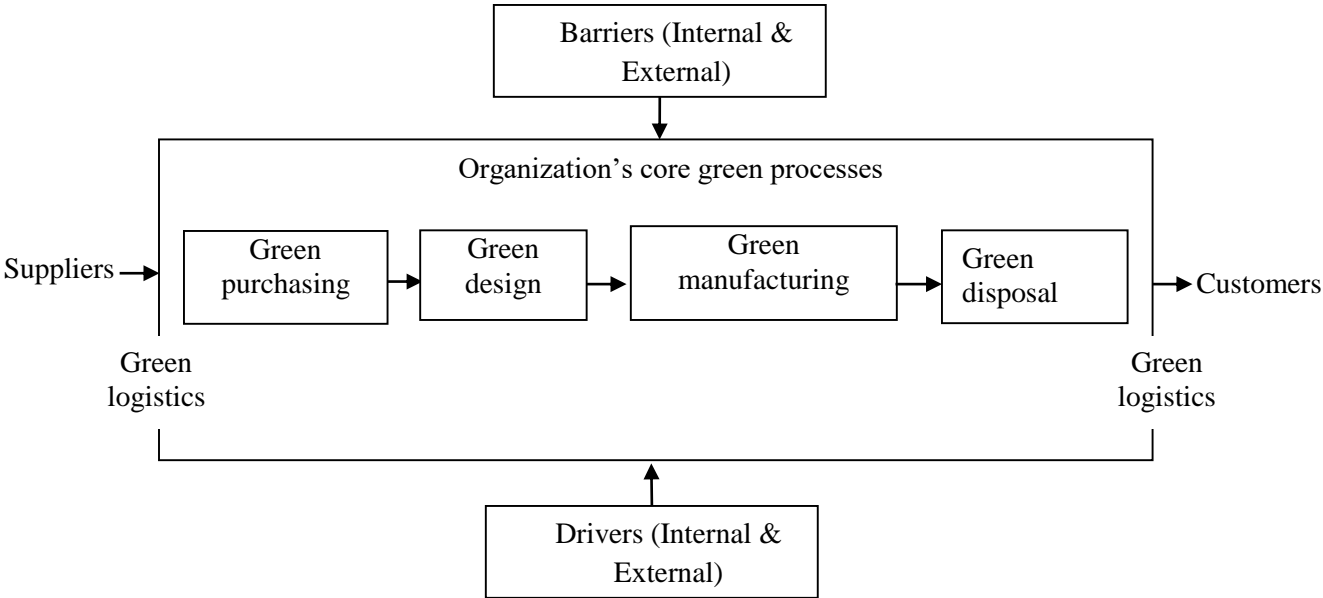 Barriers (Internal &
External)
Organization’s core green processes
Suppliers
Green
purchasing
Green
design
Green
manufacturing
Green
disposal
Customers
Green
logistics
Green
logistics
Drivers (Internal &
External)